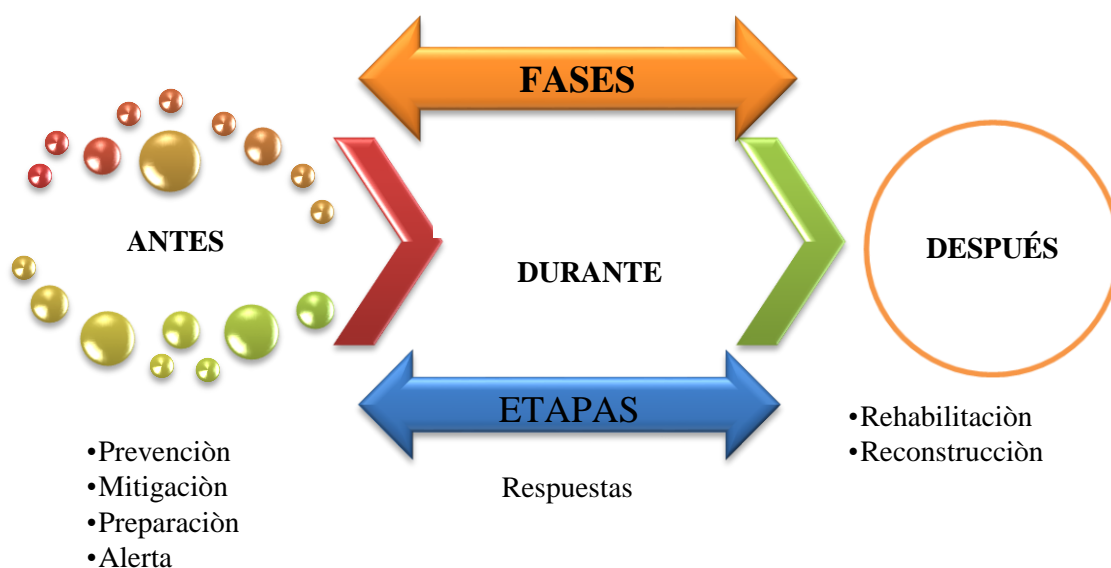 FASES
ANTES
DURANTE
DESPUÉS
ETAPAS
•Prevenciòn
•Mitigaciòn
•Preparaciòn
•Alerta
Respuestas
•Rehabilitaciòn
•Reconstrucciòn